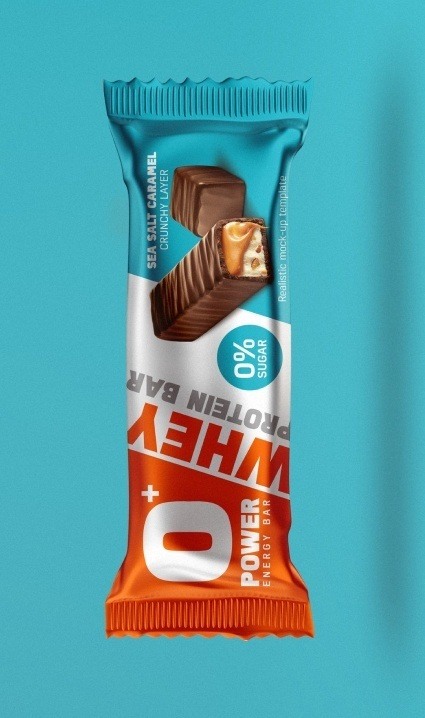 SEA SALT CARAMEL
CRUNCHY LAYER
Realistic mock-up template
0%
SUGAR
WHEY
PROTEIN BAR
O+
POWER
ENERGY BAR